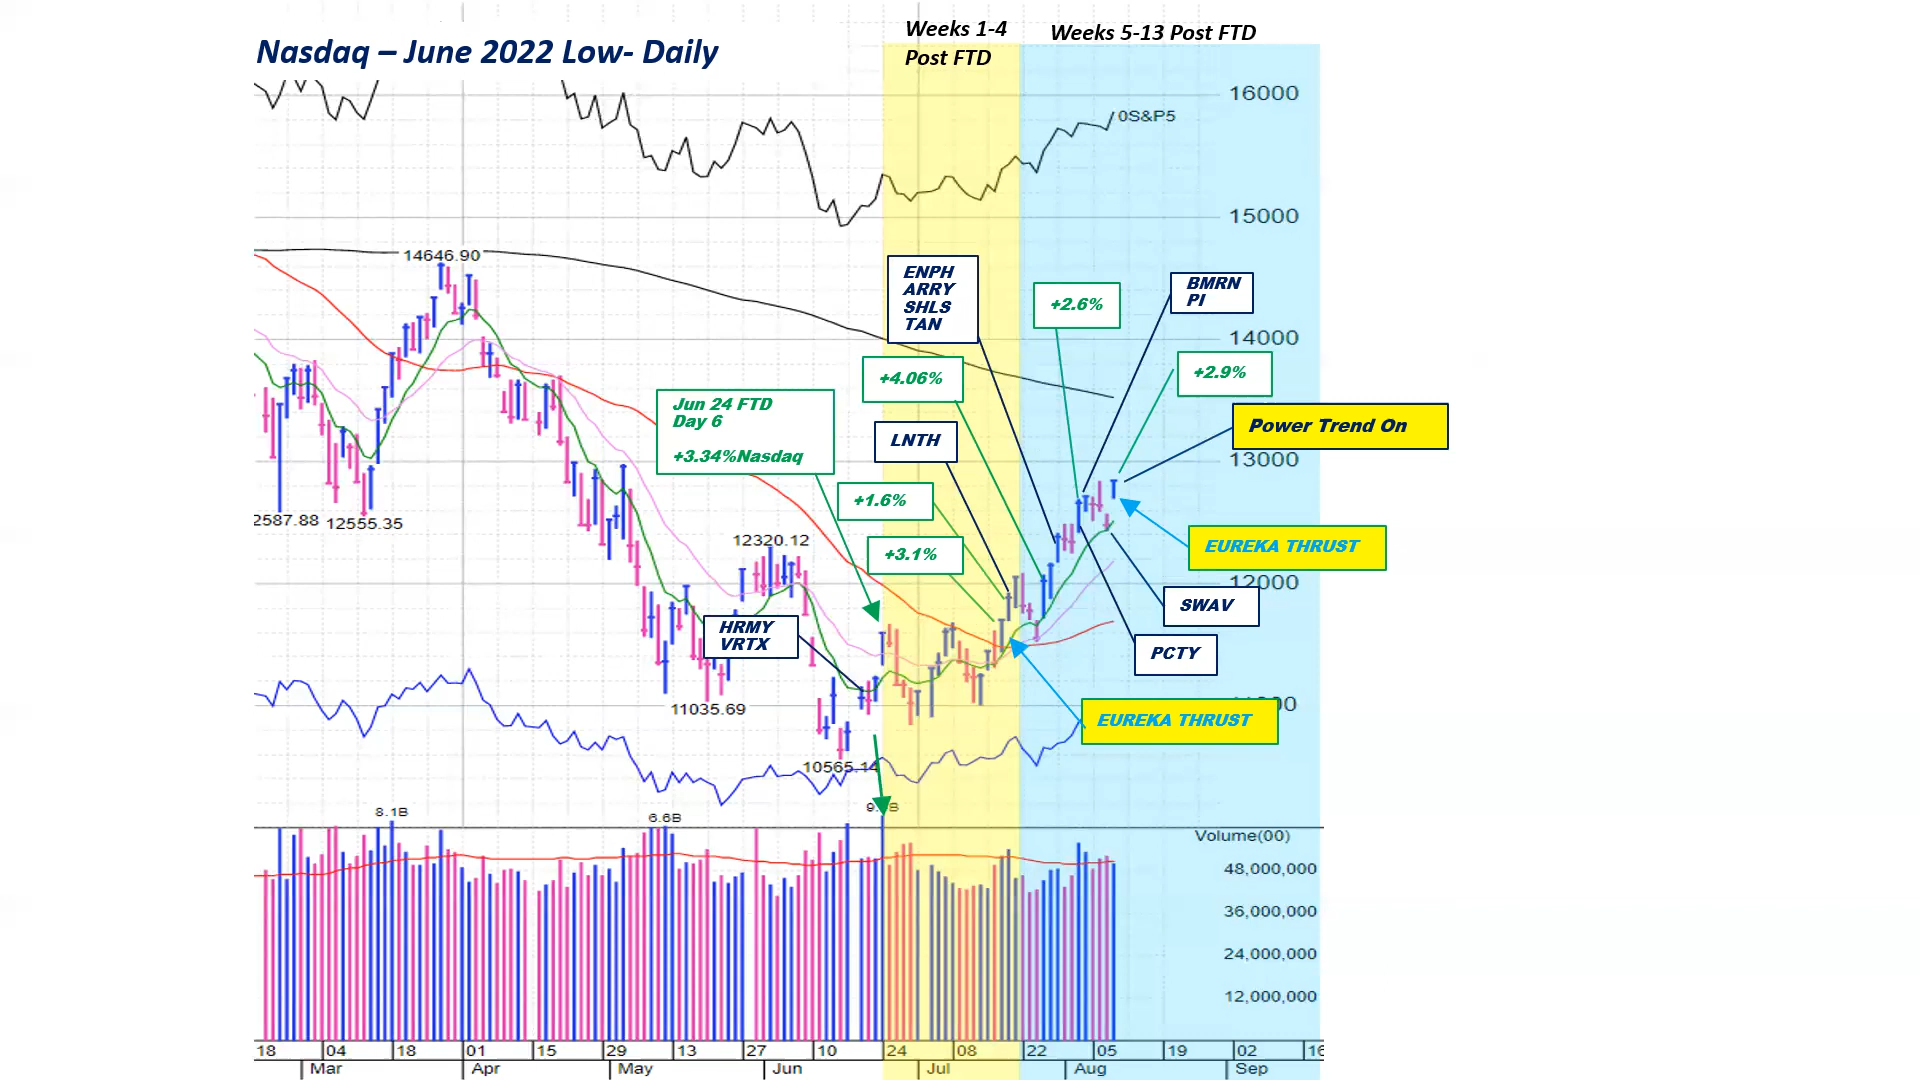 Nasdaq – June 2022 Low- Daily
Weeks 1-4
Post FTD
Weeks 5-13 Post FTD
16000
0S&P5
15000
14646.90
ENPH
ARRY
SHLS
TAN
+2.6%
BMRN
PI
14000
+4.06%
+2.9%
Jun 24 FTD
Day 6
+3.34%Nasdaq
LNTH
Power Trend On
13000
+1.6%
2587.88
12555.35
12320.12
+3.1%
EUREKA THRUST
12000
SWAV
HRMY
VRTX
PCTY
11035.69
EUREKA THRUST
10565.14
8.1B
6.6B
Volume(00)
48,000,000
36,000,000
24,000,000
12,000,000
18 04 18 01 15 29 13 27 10 24 08 22 05 19 02 16
Mar Apr May Jun Jul Aug Sep